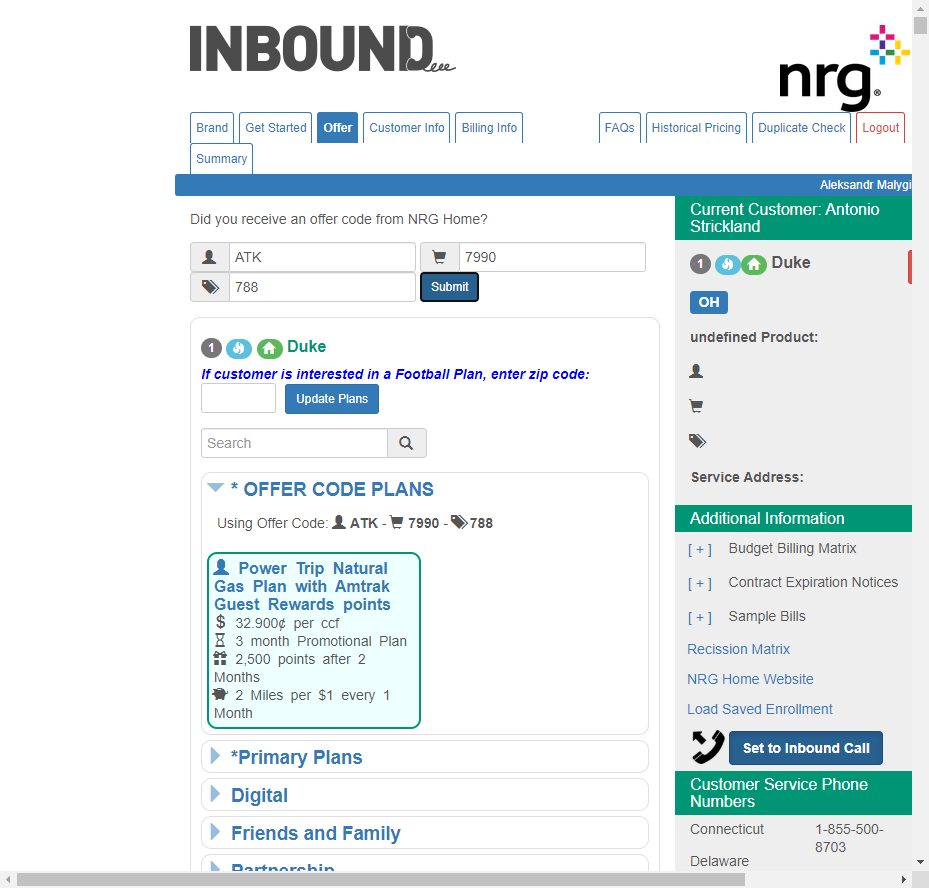 INBOUND
nrg
Brand
Get Started
Offer
Customer Info
Billing Info
FAQs
Historical Pricing
Duplicate Check
Logout
Summary
Aleksandr Malygi
Did you receive an offer code from NRG Home?
ATK
7990
788
Submit
1 Duke
If customer is interested in a Football Plan, enter zip code:
Update Plans
Search
* OFFER CODE PLANS
Using Offer Code: ATK - 7990 - 788
Power Trip Natural
Gas Plan with Amtrak
Guest Rewards points
$ 32.900¢ per ccf
3 month Promotional Plan
2,500 points after 2
Months
2 Miles per $1 every 1
Month
*Primary Plans
Digital
Friends and Family
Partnership
Current Customer: Antonio
Strickland
1 Duke
OH
undefined Product:
Service Address:
Additional Information
[ + ] Budget Billing Matrix
[ + ] Contract Expiration Notices
[ + ] Sample Bills
Recission Matrix
NRG Home Website
Load Saved Enrollment
Set to Inbound Call
Customer Service Phone
Numbers
Connecticut 1-855-500-
8703
Delaware